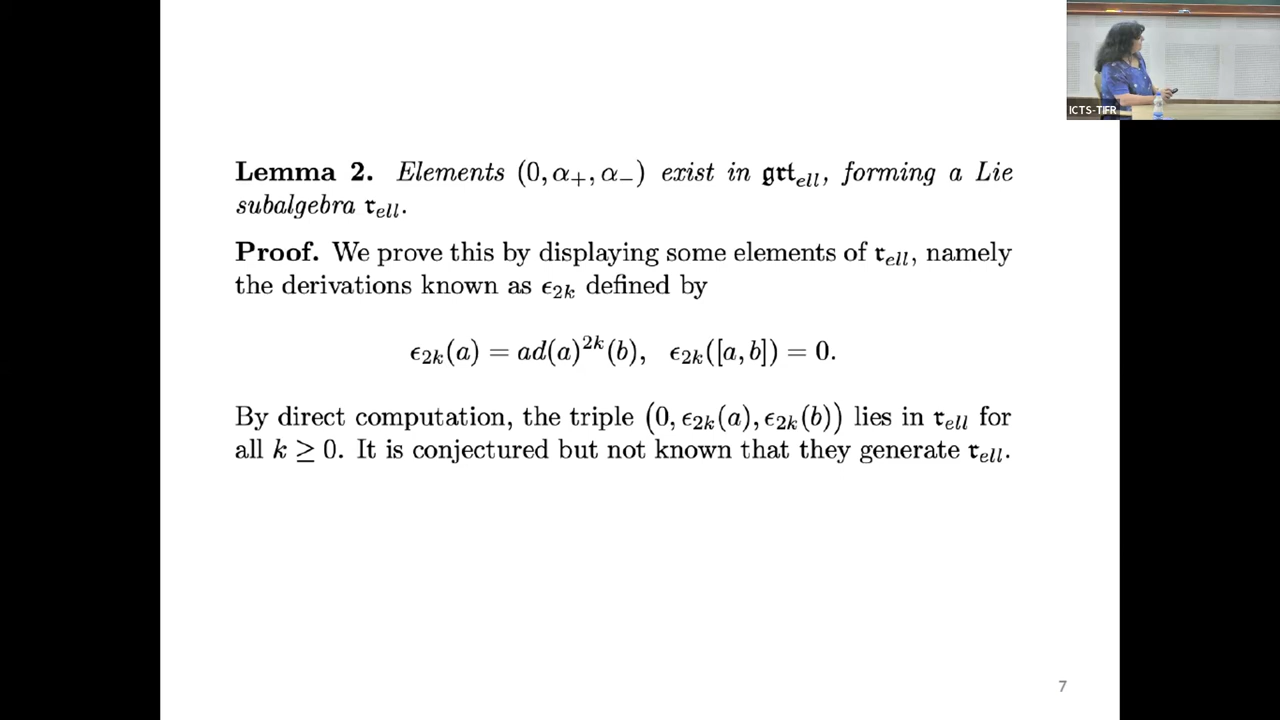 ICTS-TIFR
Lemma 2. Elements (0, α₊, α₋) exist in 𝔤𝔯𝔱ₑₗₗ, forming a Lie
subalgebra 𝔯ₑₗₗ.
Proof. We prove this by displaying some elements of 𝔯ₑₗₗ, namely
the derivations known as ϵ₂ₖ defined by
ϵ₂ₖ(a) = ad(a)²ᵏ(b), ϵ₂ₖ([a, b]) = 0.
By direct computation, the triple (0, ϵ₂ₖ(a), ϵ₂ₖ(b)) lies in 𝔯ₑₗₗ for
all k ≥ 0. It is conjectured but not known that they generate 𝔯ₑₗₗ.
7